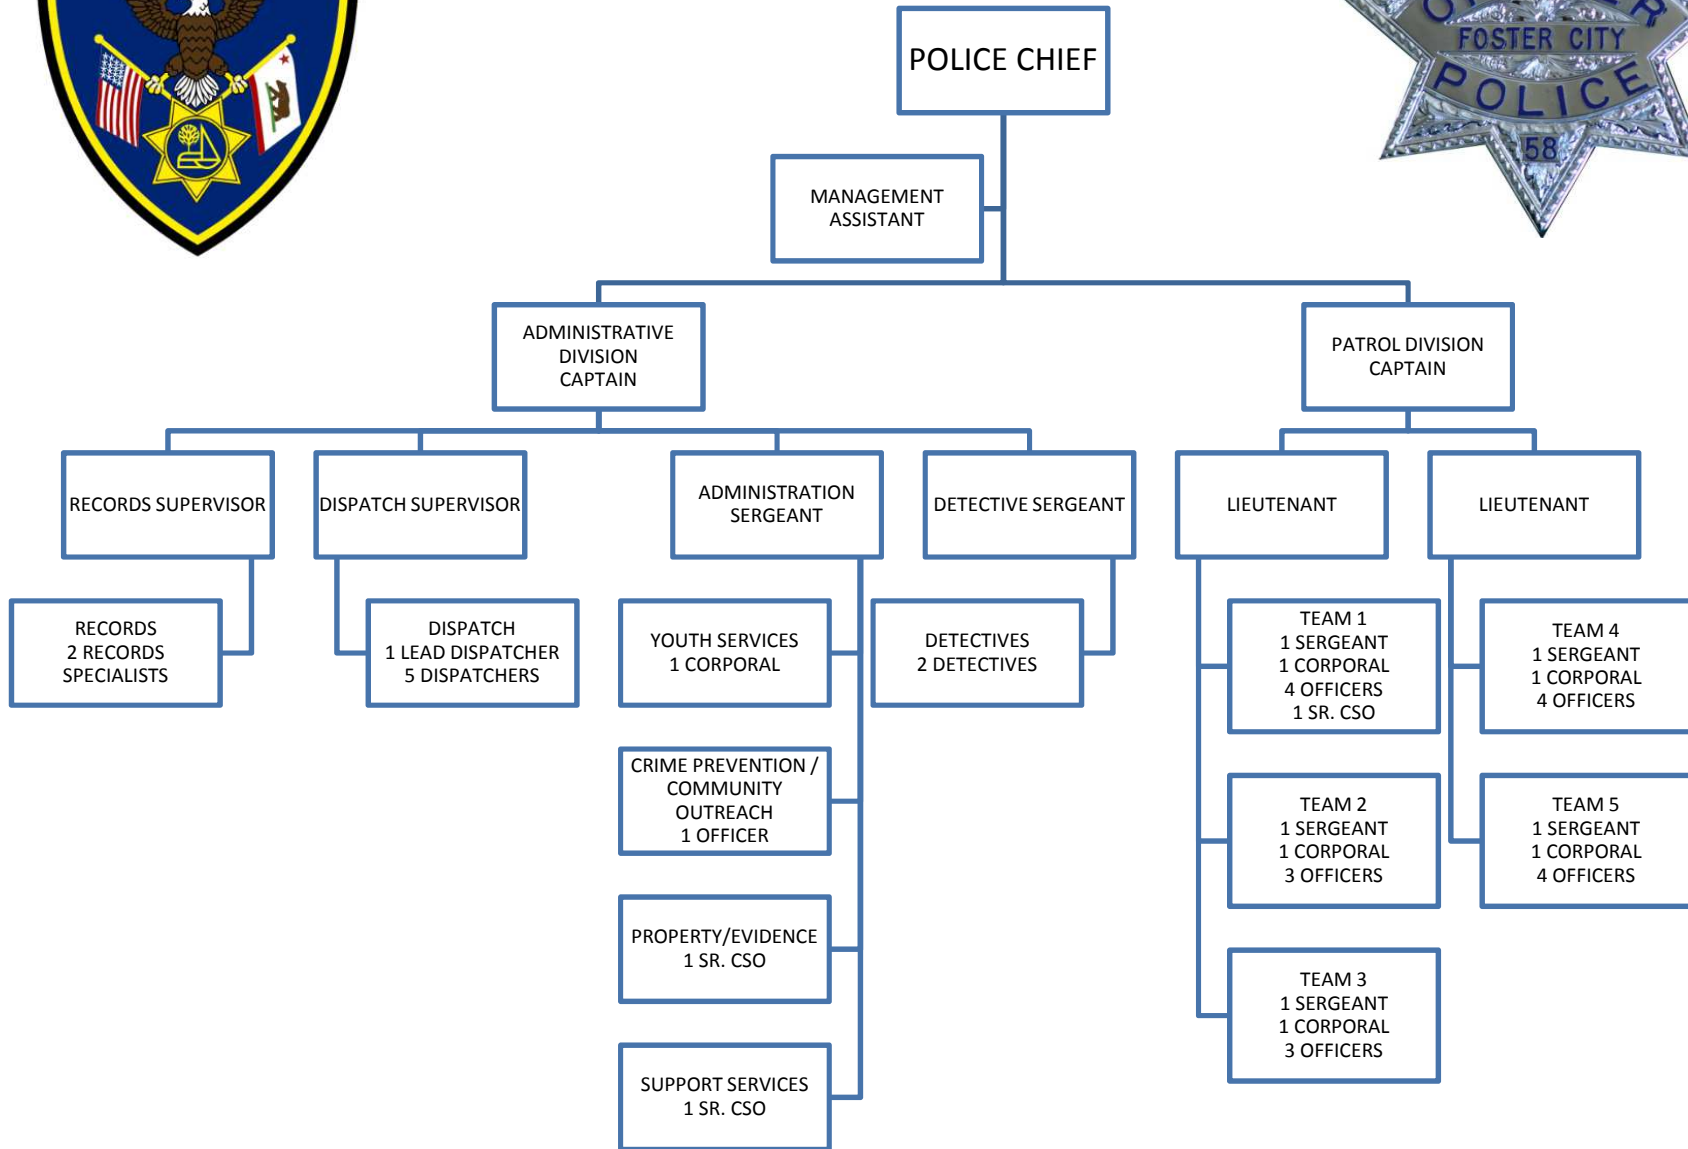 POLICE CHIEF
FOSTER CITY
POLICE
58
MANAGEMENT
ASSISTANT
ADMINISTRATIVE
DIVISION
CAPTAIN
PATROL DIVISION
CAPTAIN
RECORDS SUPERVISOR
DISPATCH SUPERVISOR
ADMINISTRATION
SERGEANT
DETECTIVE SERGEANT
LIEUTENANT
LIEUTENANT
RECORDS
2 RECORDS
SPECIALISTS
DISPATCH
1 LEAD DISPATCHER
5 DISPATCHERS
YOUTH SERVICES
1 CORPORAL
DETECTIVES
2 DETECTIVES
TEAM 1
1 SERGEANT
1 CORPORAL
4 OFFICERS
1 SR. CSO
TEAM 4
1 SERGEANT
1 CORPORAL
4 OFFICERS
CRIME PREVENTION /
COMMUNITY
OUTREACH
1 OFFICER
TEAM 2
1 SERGEANT
1 CORPORAL
3 OFFICERS
TEAM 5
1 SERGEANT
1 CORPORAL
4 OFFICERS
PROPERTY/EVIDENCE
1 SR. CSO
TEAM 3
1 SERGEANT
1 CORPORAL
3 OFFICERS
SUPPORT SERVICES
1 SR. CSO